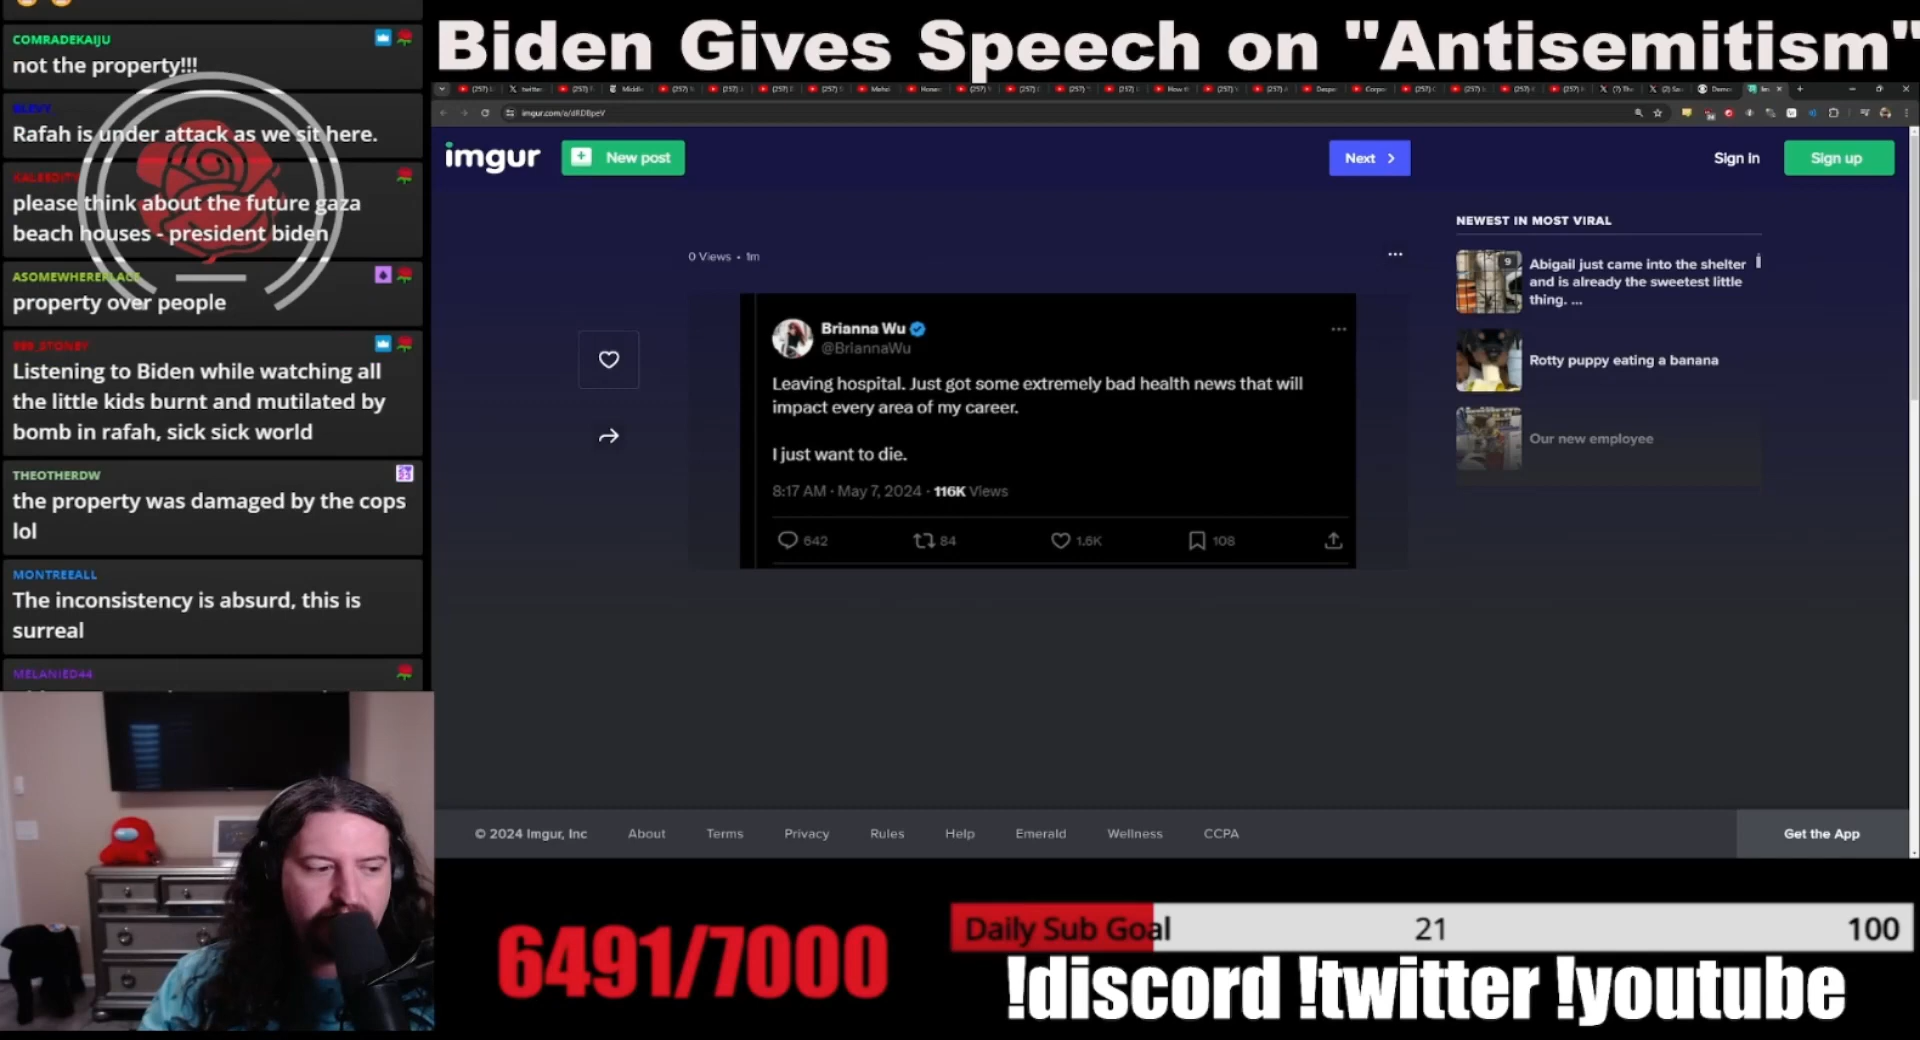 Biden Gives Speech on "Antisemitism"
COMRADEKAIJU
not the property!!!
Rafah is under attack as we sit here.
please think about the future gaza
beach houses - president biden
ASOMEWHEREPLACE
property over people
Listening to Biden while watching all
the little kids burnt and mutilated by
bomb in rafah, sick sick world
THEOTHERDW
the property was damaged by the cops
lol
MONTREEALL
The inconsistency is absurd, this is
surreal
MELANIED44
imgur.com/a/dRDBpeV
imgur
New post
Next
Sign in
Sign up
0 Views • 1m
Brianna Wu
@BriannaWu
Leaving hospital. Just got some extremely bad health news that will
impact every area of my career.
I just want to die.
8:17 AM · May 7, 2024 · 116K Views
642 84 1.6K 108
NEWEST IN MOST VIRAL
9
Abigail just came into the shelter
and is already the sweetest little
thing. ...
Rotty puppy eating a banana
Our new employee
© 2024 Imgur, Inc About Terms Privacy Rules Help Emerald Wellness CCPA
Get the App
6491/7000
Daily Sub Goal 21 100
!discord !twitter !youtube